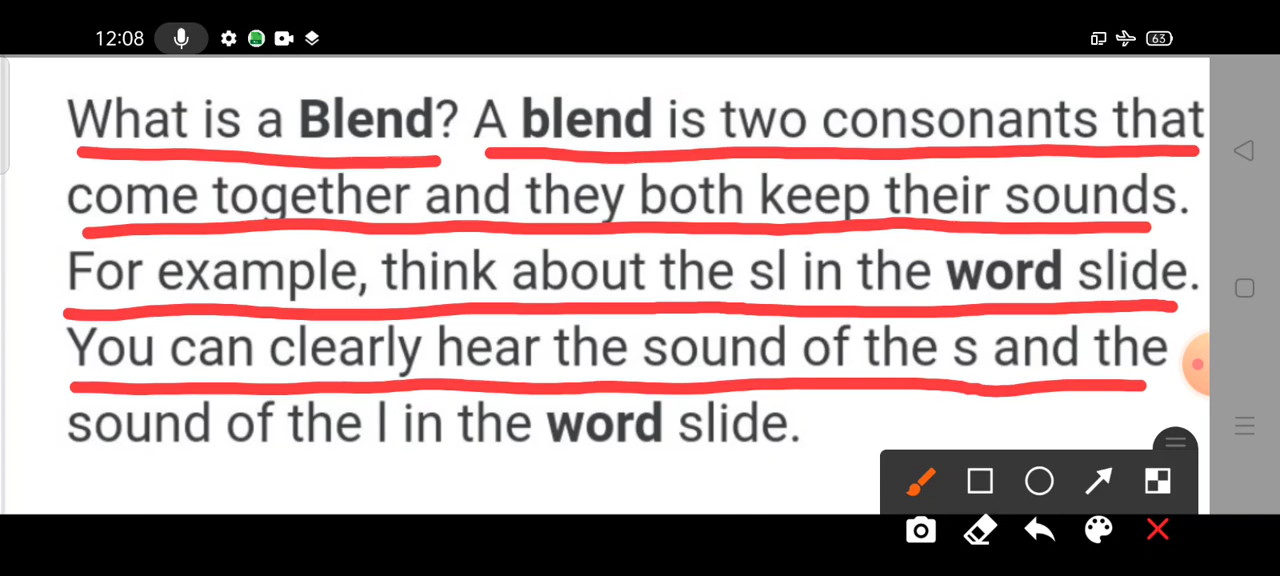 12:08
63
What is a Blend? A blend is two consonants that
come together and they both keep their sounds.
For example, think about the sl in the word slide.
You can clearly hear the sound of the s and the
sound of the l in the word slide.